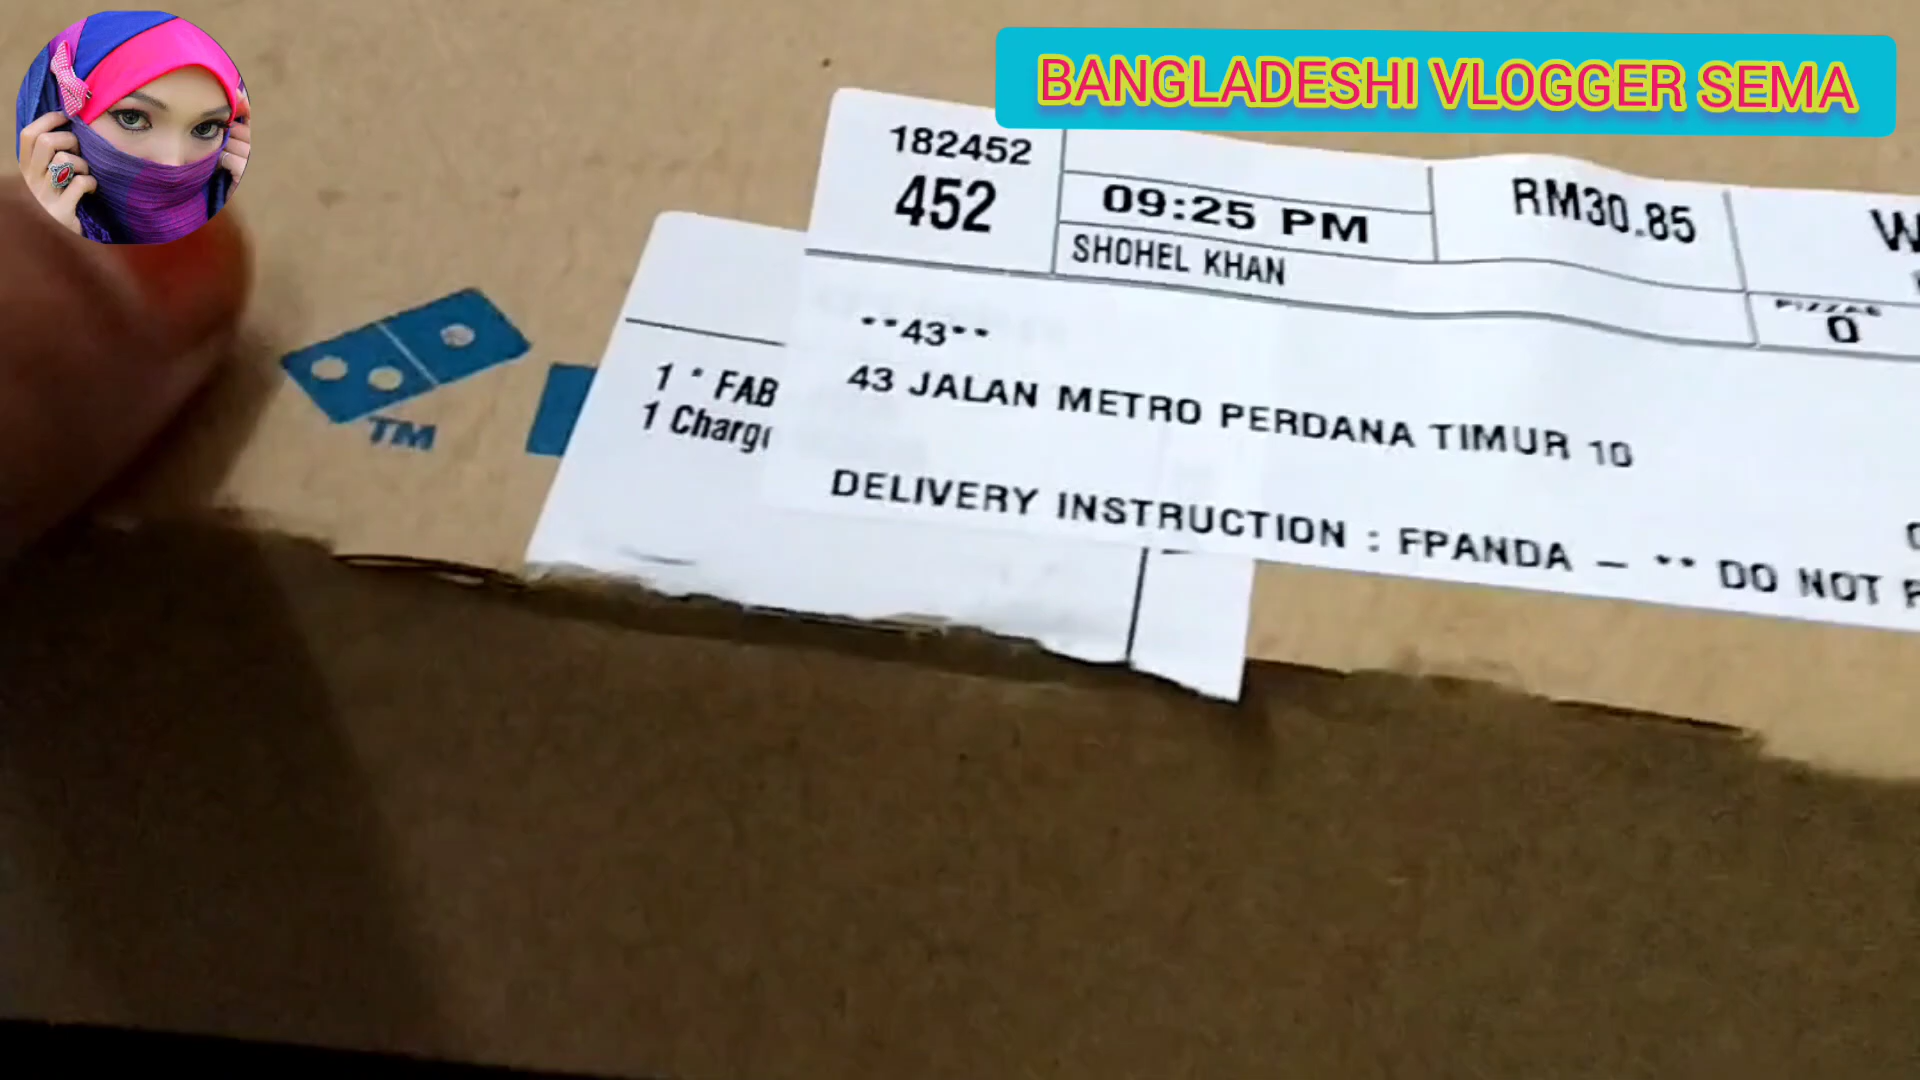 BANGLADESHI VLOGGER SEMA
182452
452
09:25 PM
SHOHEL KHAN
RM30.85
PIZZAS
0
**43**
43 JALAN METRO PERDANA TIMUR 10
DELIVERY INSTRUCTION : FPANDA – ** DO NOT
1 * FAB
1 Charg
TM